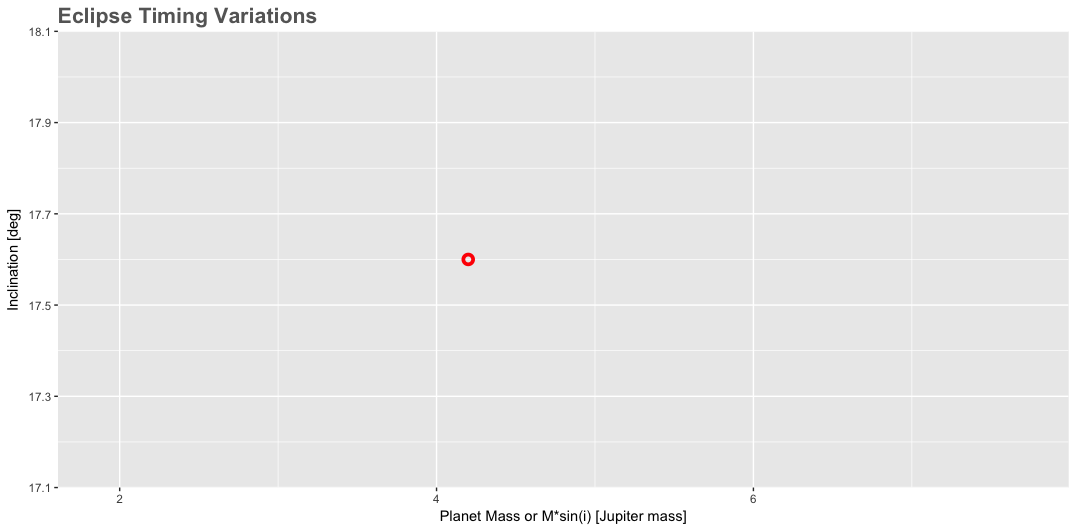 Eclipse Timing Variations
18.1
17.9
17.7
17.5
17.3
17.1
Inclination [deg]
2 4 6
Planet Mass or M*sin(i) [Jupiter mass]